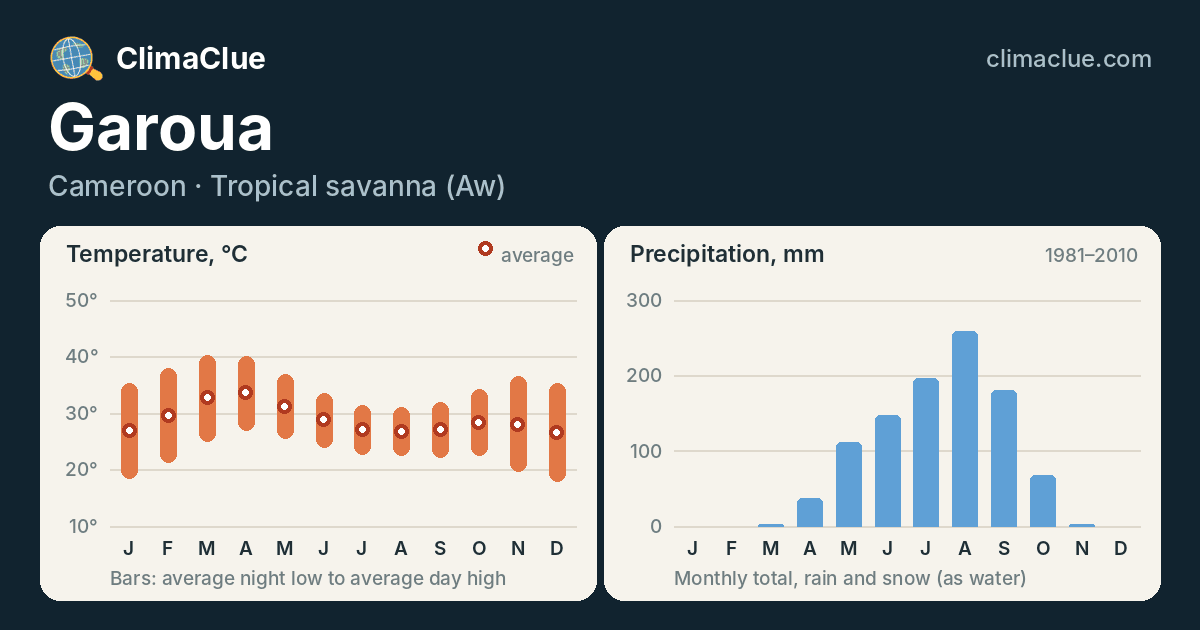 ClimaClue
climaclue.com
Garoua
Cameroon · Tropical savanna (Aw)
Temperature, °C
average
50°
40°
30°
20°
10°
J F M A M J J A S O N D
Bars: average night low to average day high
Precipitation, mm
1981–2010
300
200
100
0
J F M A M J J A S O N D
Monthly total, rain and snow (as water)